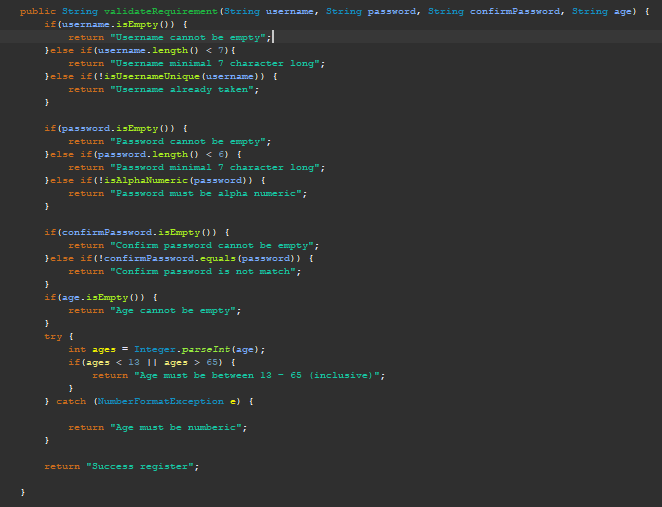 public String validateRequirement(String username, String password, String confirmPassword, String age) {
if(username.isEmpty()) {
return "Username cannot be empty";
}else if(username.length() < 7){
return "Username minimal 7 character long";
}else if(!isUsernameUnique(username)) {
return "Username already taken";
}
if(password.isEmpty()) {
return "Password cannot be empty";
}else if(password.length() < 6) {
return "Password minimal 7 character long";
}else if(!isAlphaNumeric(password)) {
return "Password must be alpha numeric";
}
if(confirmPassword.isEmpty()) {
return "Confirm password cannot be empty";
}else if(!confirmPassword.equals(password)) {
return "Confirm password is not match";
}
if(age.isEmpty()) {
return "Age cannot be empty";
}
try {
int ages = Integer.parseInt(age);
if(ages < 13 || ages > 65) {
return "Age must be between 13 - 65 (inclusive)";
}
} catch (NumberFormatException e) {
return "Age must be numberic";
}
return "Success register";
}